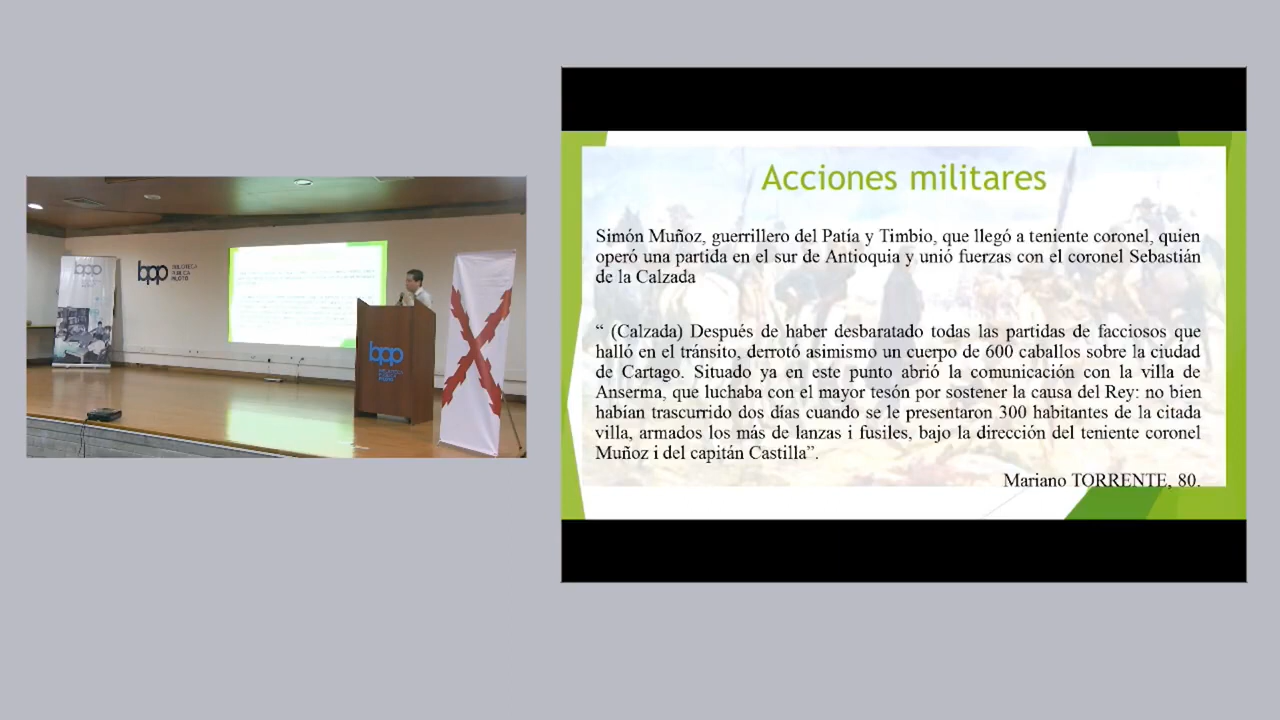 bpp
bpp
BIBLIOTECA
PÚBLICA
PILOTO
bpp
Acciones militares
Simón Muñoz, guerrillero del Patía y Timbio, que llegó a teniente coronel, quien
operó una partida en el sur de Antioquia y unió fuerzas con el coronel Sebastián
de la Calzada
“ (Calzada) Después de haber desbaratado todas las partidas de facciosos que
halló en el tránsito, derrotó asimismo un cuerpo de 600 caballos sobre la ciudad
de Cartago. Situado ya en este punto abrió la comunicación con la villa de
Anserma, que luchaba con el mayor tesón por sostener la causa del Rey: no bien
habían trascurrido dos días cuando se le presentaron 300 habitantes de la citada
villa, armados los más de lanzas i fusiles, bajo la dirección del teniente coronel
Muñoz i del capitán Castilla”.
Mariano TORRENTE, 80.